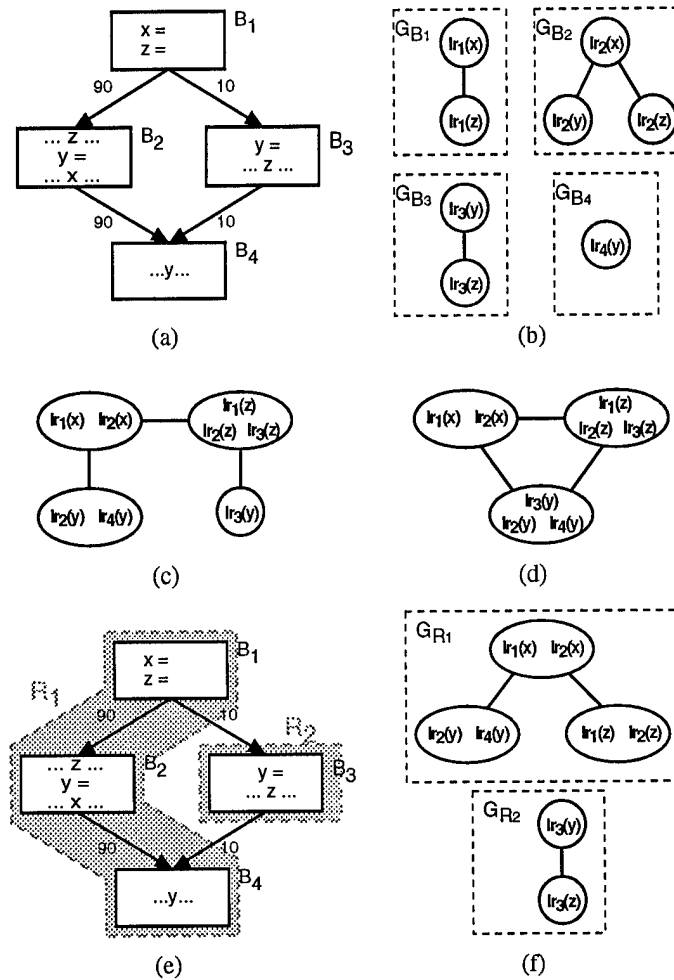 B1
x =
z =
90
10
... z ...
y =
... x ...
B2
y =
... z ...
B3
90
10
...y...
B4
(a)
GB1
lr1(x)
lr1(z)
GB2
lr2(x)
lr2(y)
lr2(z)
GB3
lr3(y)
lr3(z)
GB4
lr4(y)
(b)
lr1(x) lr2(x)
lr1(z)
lr2(z) lr3(z)
lr2(y) lr4(y)
lr3(y)
(c)
lr1(x) lr2(x)
lr1(z)
lr2(z) lr3(z)
lr3(y)
lr2(y) lr4(y)
(d)
R1
B1
x =
z =
90
10
R2
... z ...
y =
... x ...
B2
y =
... z ...
B3
90
10
...y...
B4
(e)
GR1
lr1(x) lr2(x)
lr2(y) lr4(y)
lr1(z) lr2(z)
GR2
lr3(y)
lr3(z)
(f)